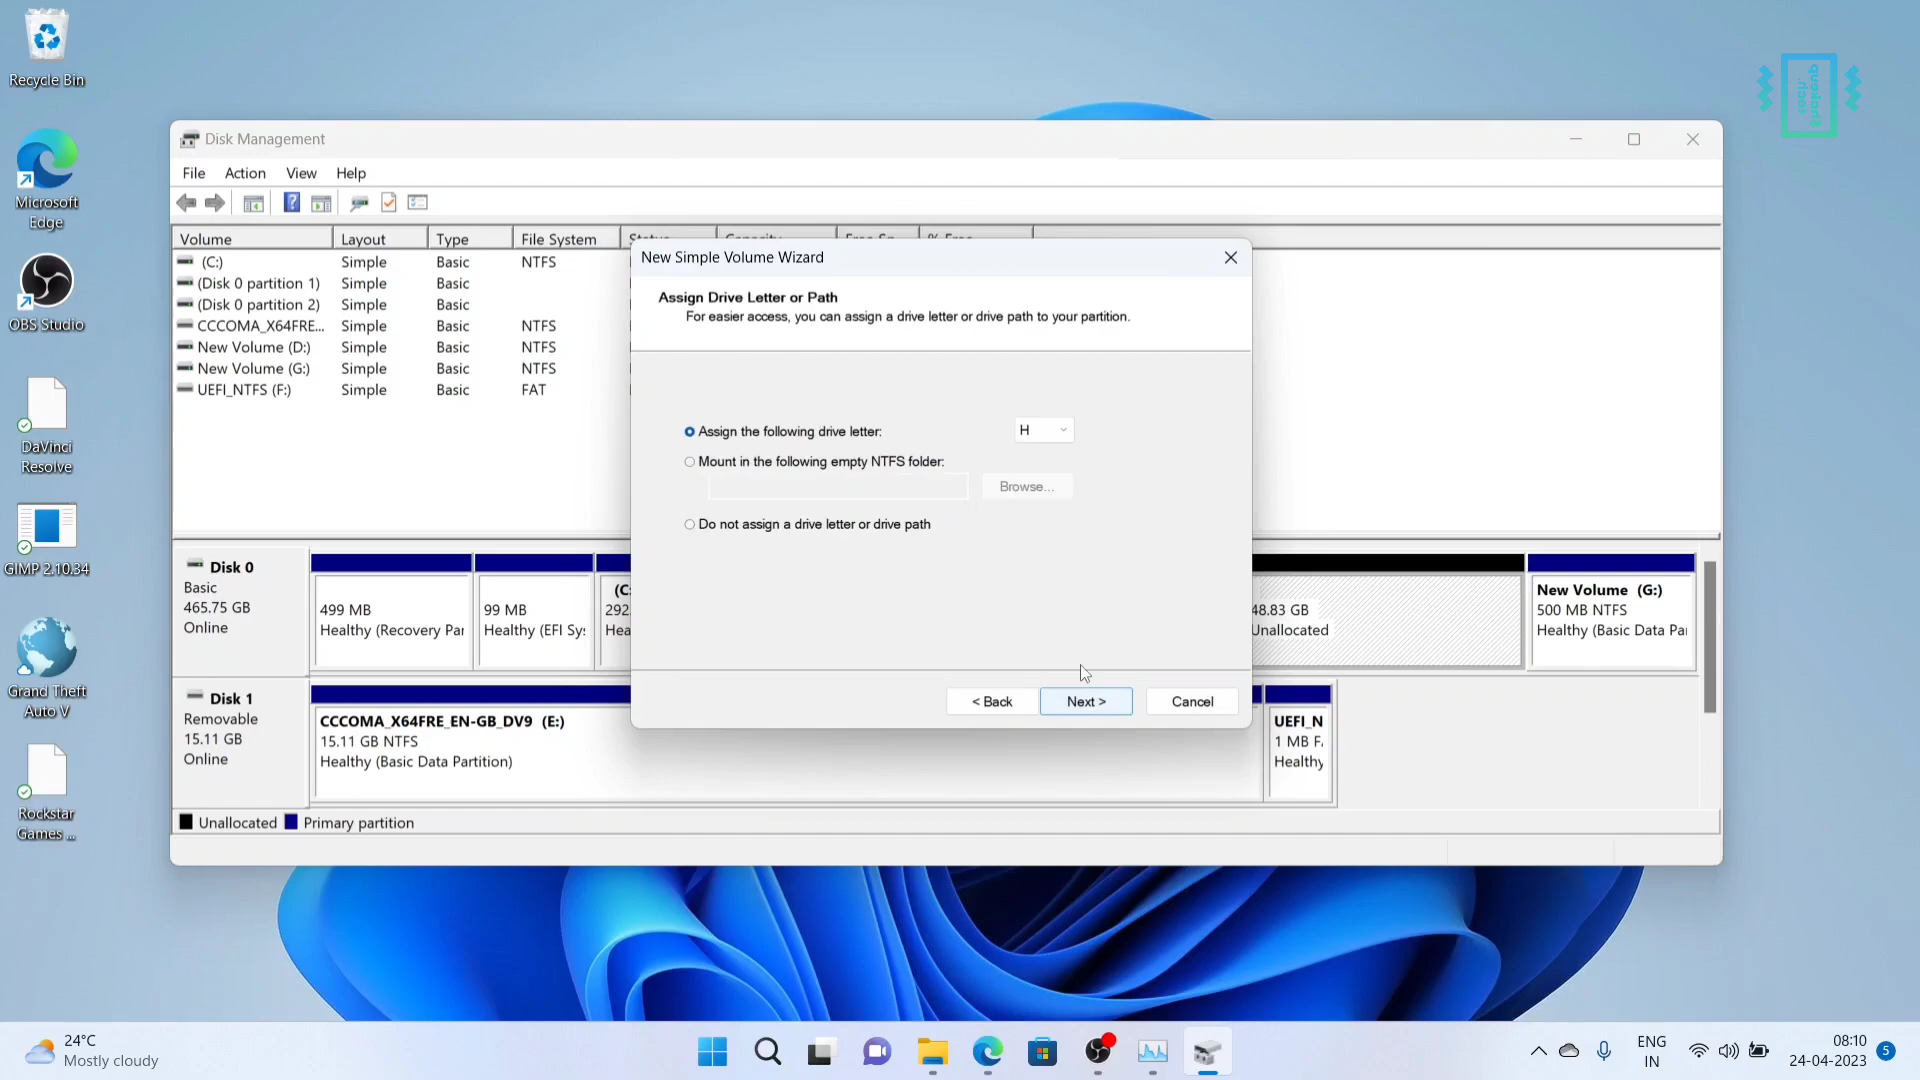 Recycle Bin
Microsoft
Edge
OBS Studio
DaVinci
Resolve
GIMP 2.10.34
Grand Theft
Auto V
Rockstar
Games ...
Disk Management
File Action View Help
Volume Layout Type File System Status Capacity Free Sp... % Free
(C:) Simple Basic NTFS
(Disk 0 partition 1) Simple Basic
(Disk 0 partition 2) Simple Basic
CCCOMA_X64FRE... Simple Basic NTFS
New Volume (D:) Simple Basic NTFS
New Volume (G:) Simple Basic NTFS
UEFI_NTFS (F:) Simple Basic FAT
New Simple Volume Wizard
Assign Drive Letter or Path
For easier access, you can assign a drive letter or drive path to your partition.
Assign the following drive letter: H
Mount in the following empty NTFS folder:
Browse...
Do not assign a drive letter or drive path
< Back Next > Cancel
Disk 0
Basic
465.75 GB
Online
499 MB
Healthy (Recovery Par
99 MB
Healthy (EFI Sys
(C:
292.
Hea
48.83 GB
Unallocated
New Volume (G:)
500 MB NTFS
Healthy (Basic Data Pa
Disk 1
Removable
15.11 GB
Online
CCCOMA_X64FRE_EN-GB_DV9 (E:)
15.11 GB NTFS
Healthy (Basic Data Partition)
UEFI_N
1 MB F
Healthy
Unallocated Primary partition
24°C
Mostly cloudy
ENG
IN
08:10
24-04-2023
5